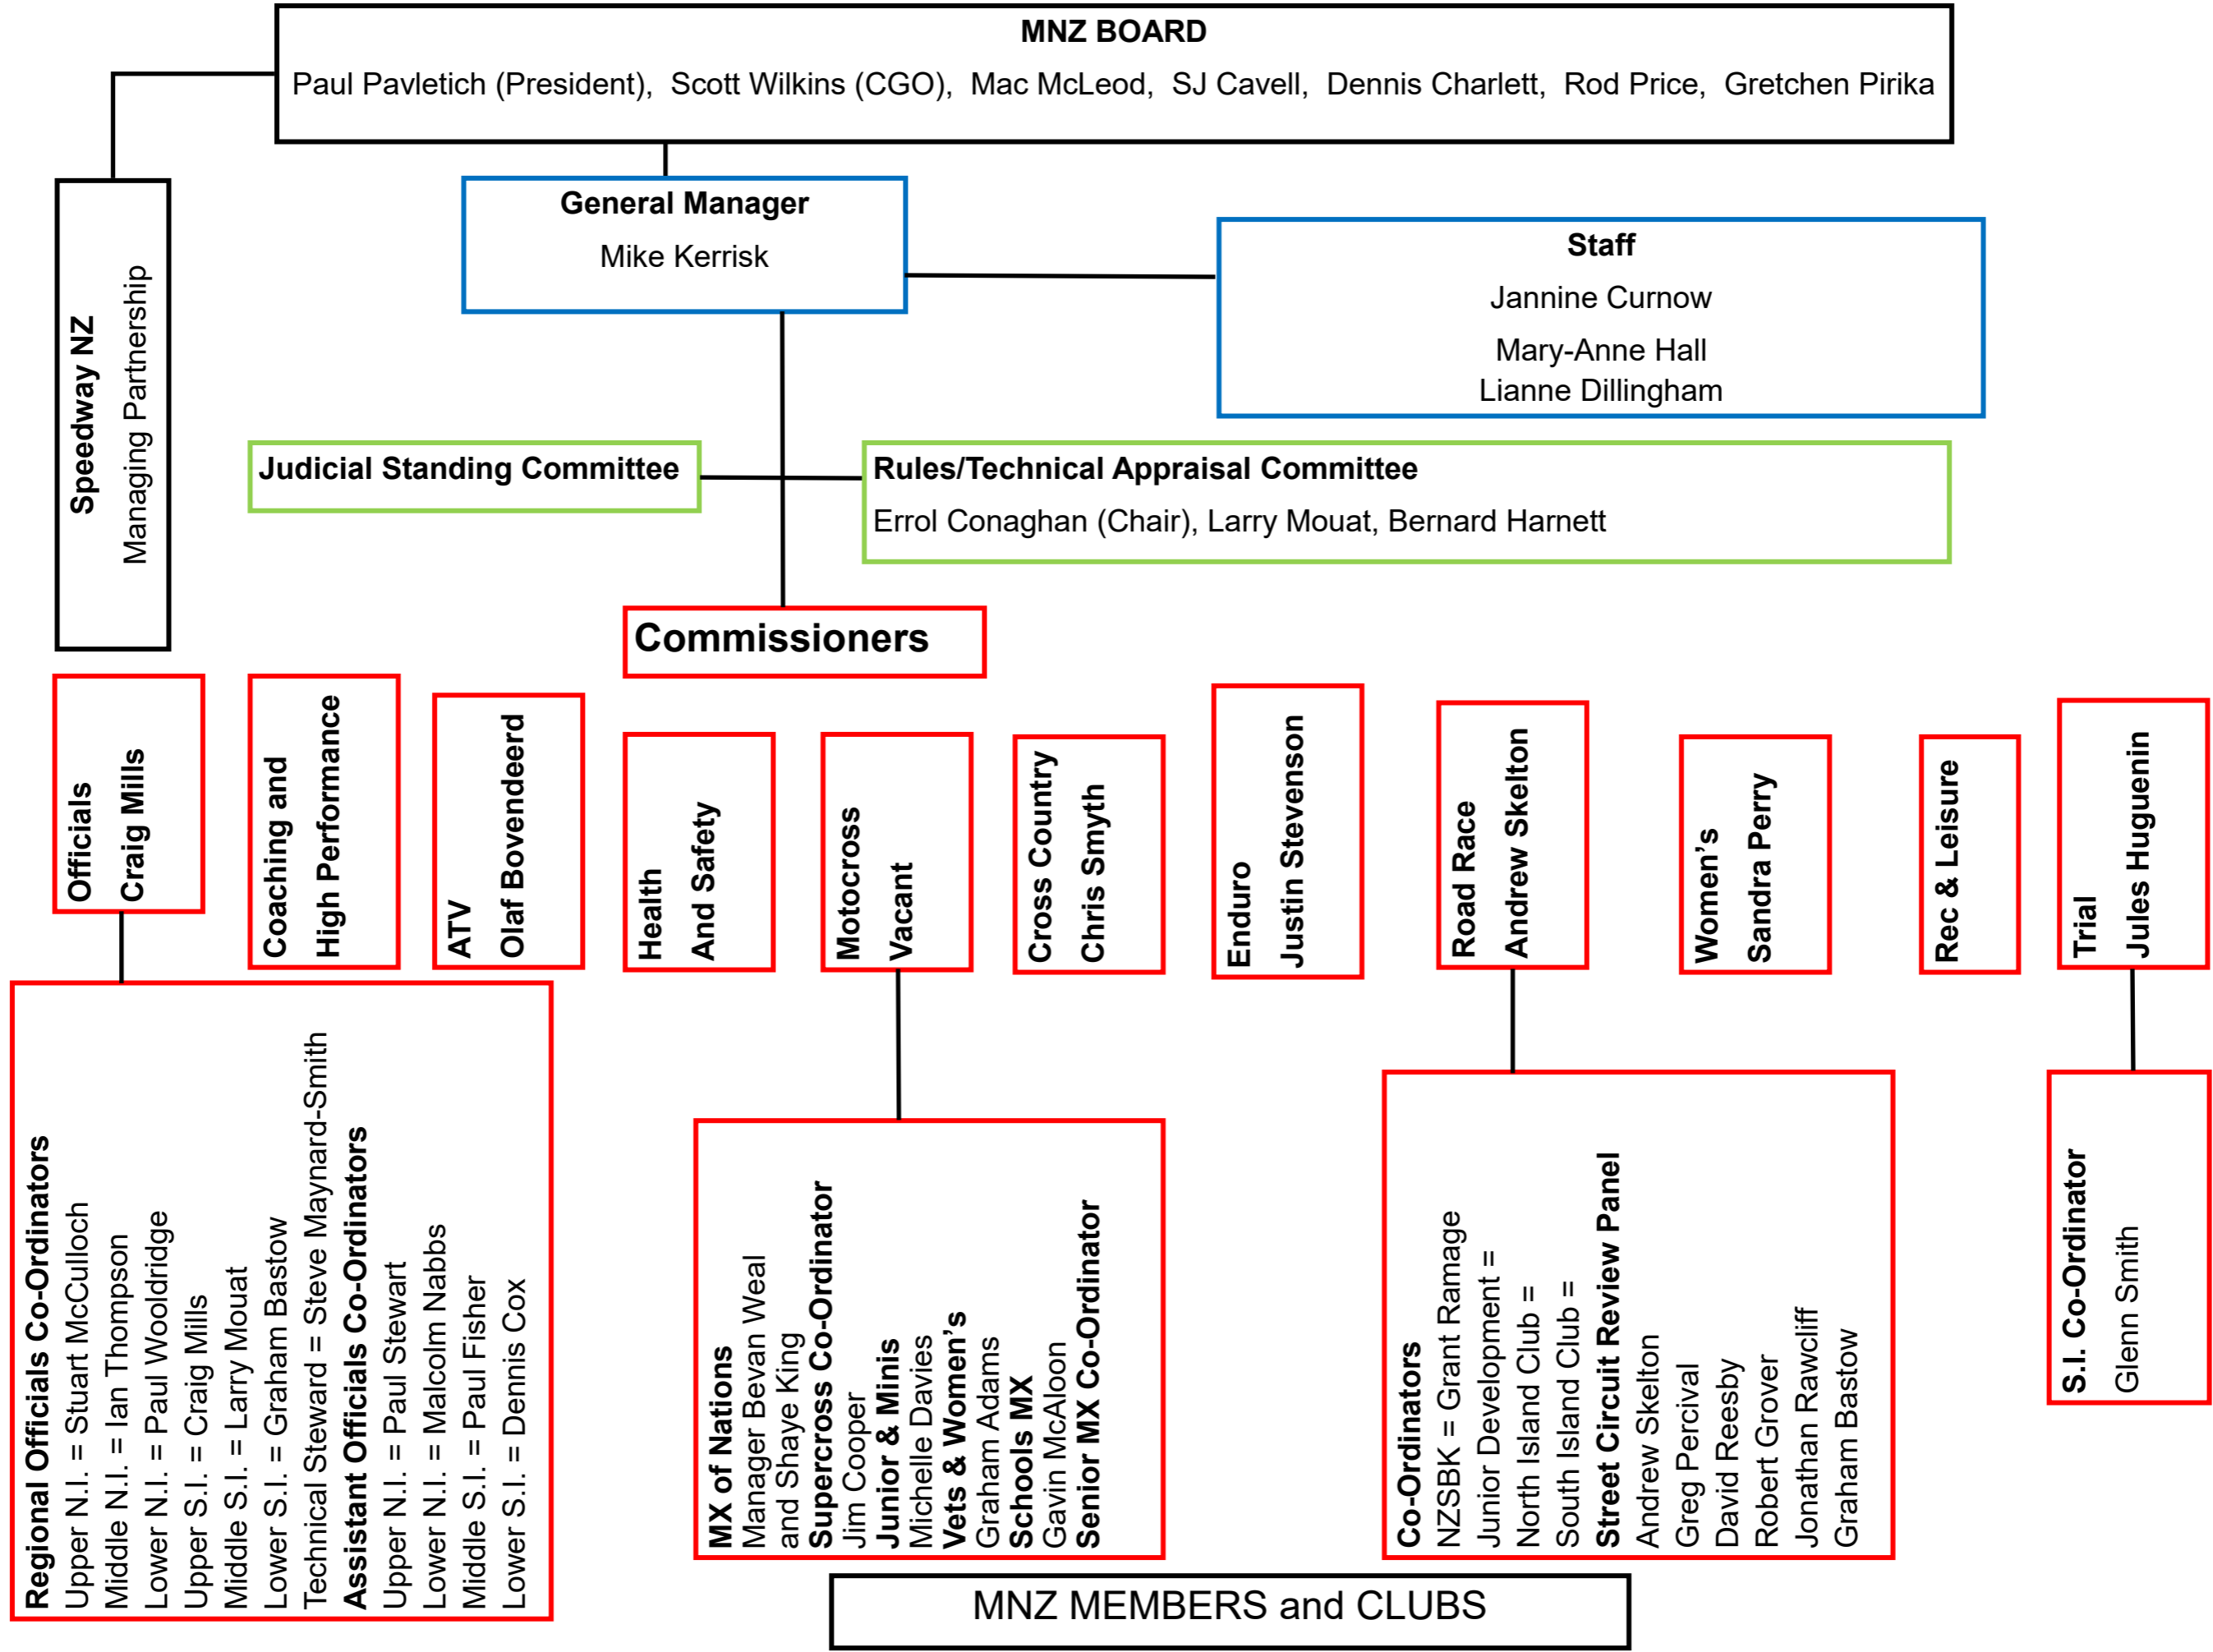 MNZ BOARD
Paul Pavletich (President), Scott Wilkins (CGO), Mac McLeod, SJ Cavell, Dennis Charlett, Rod Price, Gretchen Pirika
Speedway NZ
Managing Partnership
General Manager
Mike Kerrisk
Staff
Jannine Curnow
Mary-Anne Hall
Lianne Dillingham
Judicial Standing Committee
Rules/Technical Appraisal Committee
Errol Conaghan (Chair), Larry Mouat, Bernard Harnett
Commissioners
Officials
Craig Mills
Coaching and
High Performance
ATV
Olaf Bovendeerd
Health
And Safety
Motocross
Vacant
Cross Country
Chris Smyth
Enduro
Justin Stevenson
Road Race
Andrew Skelton
Women’s
Sandra Perry
Rec & Leisure
Trial
Jules Huguenin
Regional Officials Co-Ordinators
Upper N.I. = Stuart McCulloch
Middle N.I. = Ian Thompson
Lower N.I. = Paul Wooldridge
Upper S.I. = Craig Mills
Middle S.I. = Larry Mouat
Lower S.I. = Graham Bastow
Technical Steward = Steve Maynard-Smith
Assistant Officials Co-Ordinators
Upper N.I. = Paul Stewart
Lower N.I. = Malcolm Nabbs
Middle S.I. = Paul Fisher
Lower S.I. = Dennis Cox
MX of Nations
Manager Bevan Weal
and Shaye King
Supercross Co-Ordinator
Jim Cooper
Junior & Minis
Michelle Davies
Vets & Women’s
Graham Adams
Schools MX
Gavin McAloon
Senior MX Co-Ordinator
Co-Ordinators
NZSBK = Grant Ramage
Junior Development =
North Island Club =
South Island Club =
Street Circuit Review Panel
Andrew Skelton
Greg Percival
David Reesby
Robert Grover
Jonathan Rawcliff
Graham Bastow
S.I. Co-Ordinator
Glenn Smith
MNZ MEMBERS and CLUBS